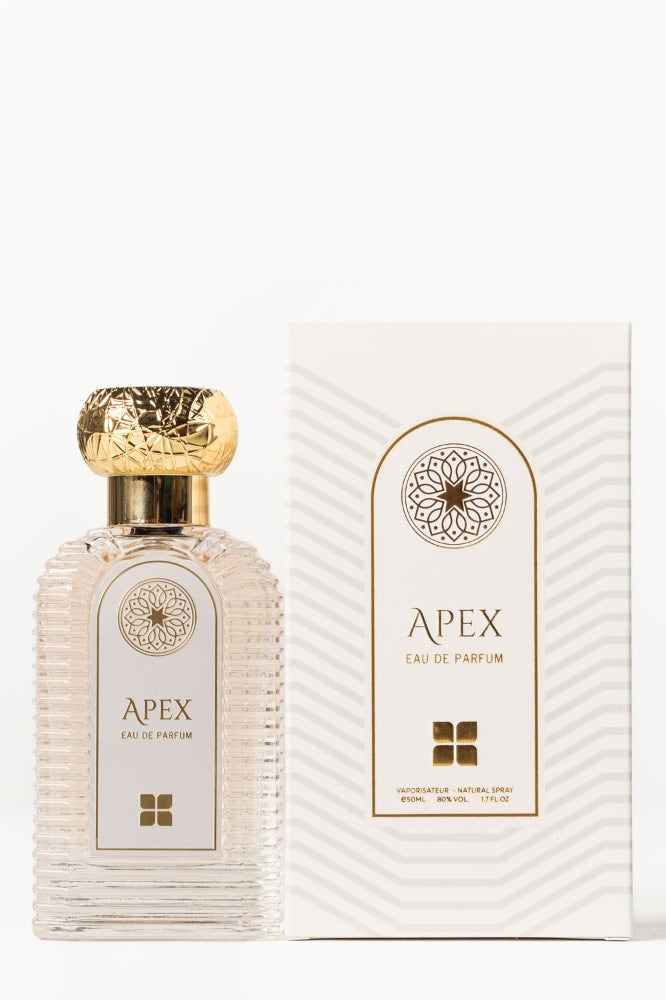 APEX
EAU DE PARFUM
APEX
EAU DE PARFUM
VAPORISATEUR - NATURAL SPRAY
℮50ML 80% VOL. 1.7 FL OZ